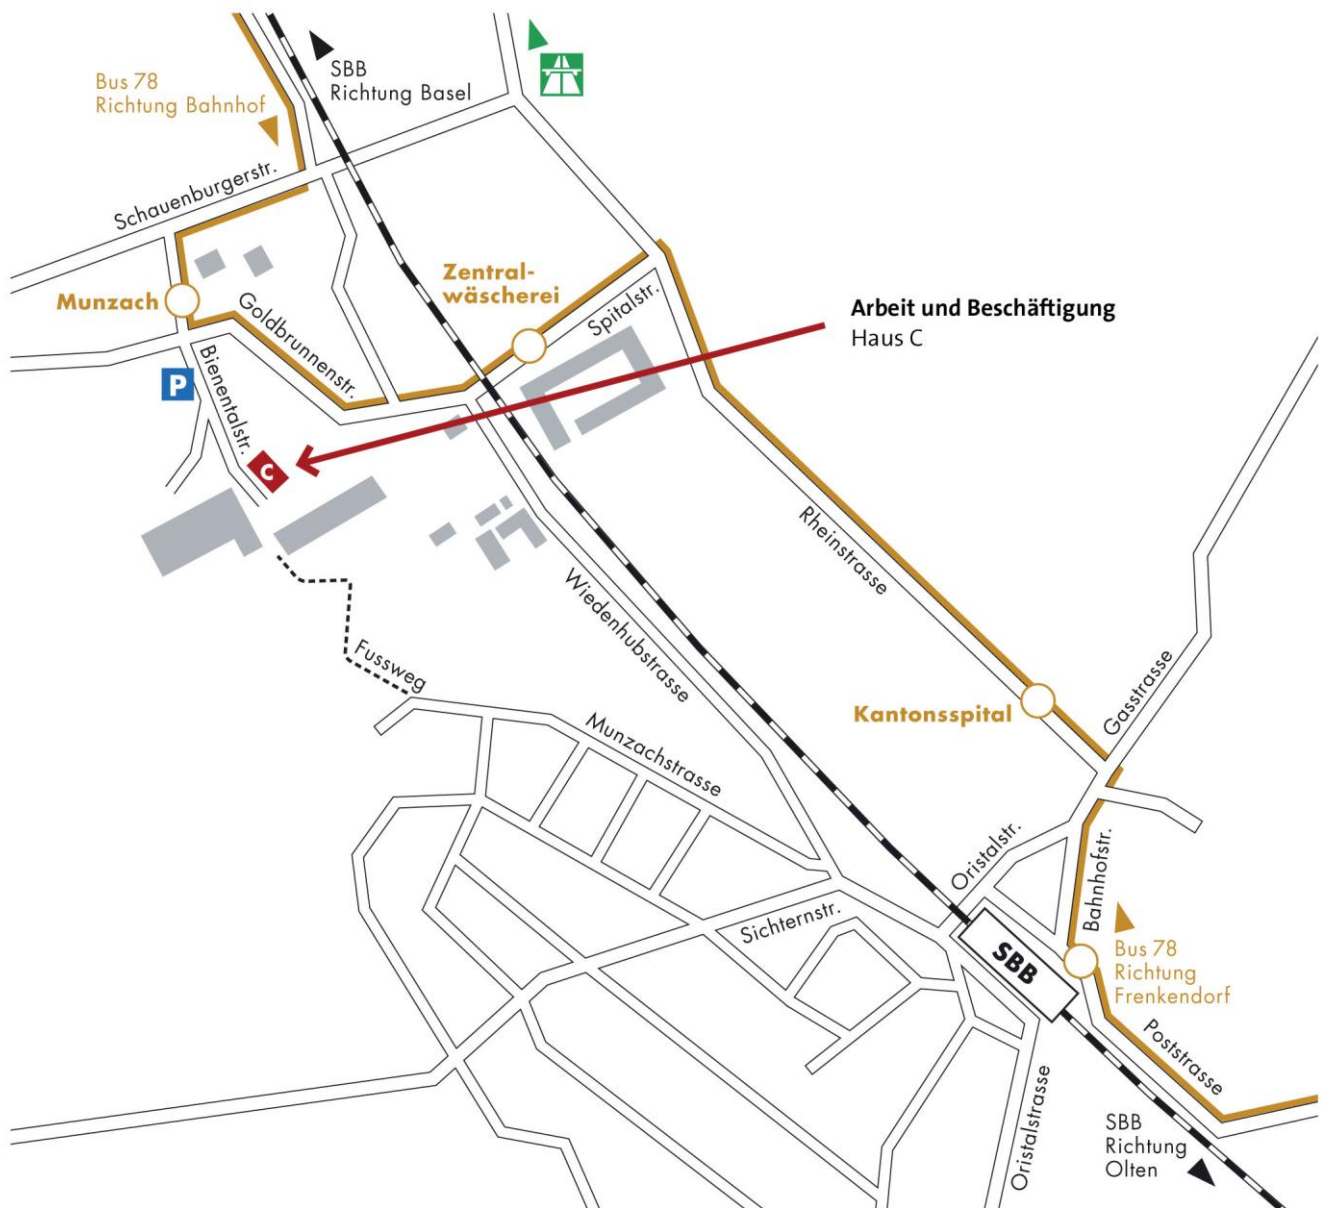 SBB
Richtung Basel
Bus 78
Richtung Bahnhof
Schauenburgerstr.
Zentral-
wäscherei
Munzach
Goldbrunnenstr.
Spitalstr.
Arbeit und Beschäftigung
Haus C
P
Bienentalstr.
C
Rheinstrasse
Wiedenhubstrasse
Fussweg
Gasstrasse
Kantonsspital
Munzachstrasse
Oristalstr.
Bahnhofstr.
Sichternstr.
SBB
Bus 78
Richtung
Frenkendorf
Poststrasse
Oristalstrasse
SBB
Richtung
Olten